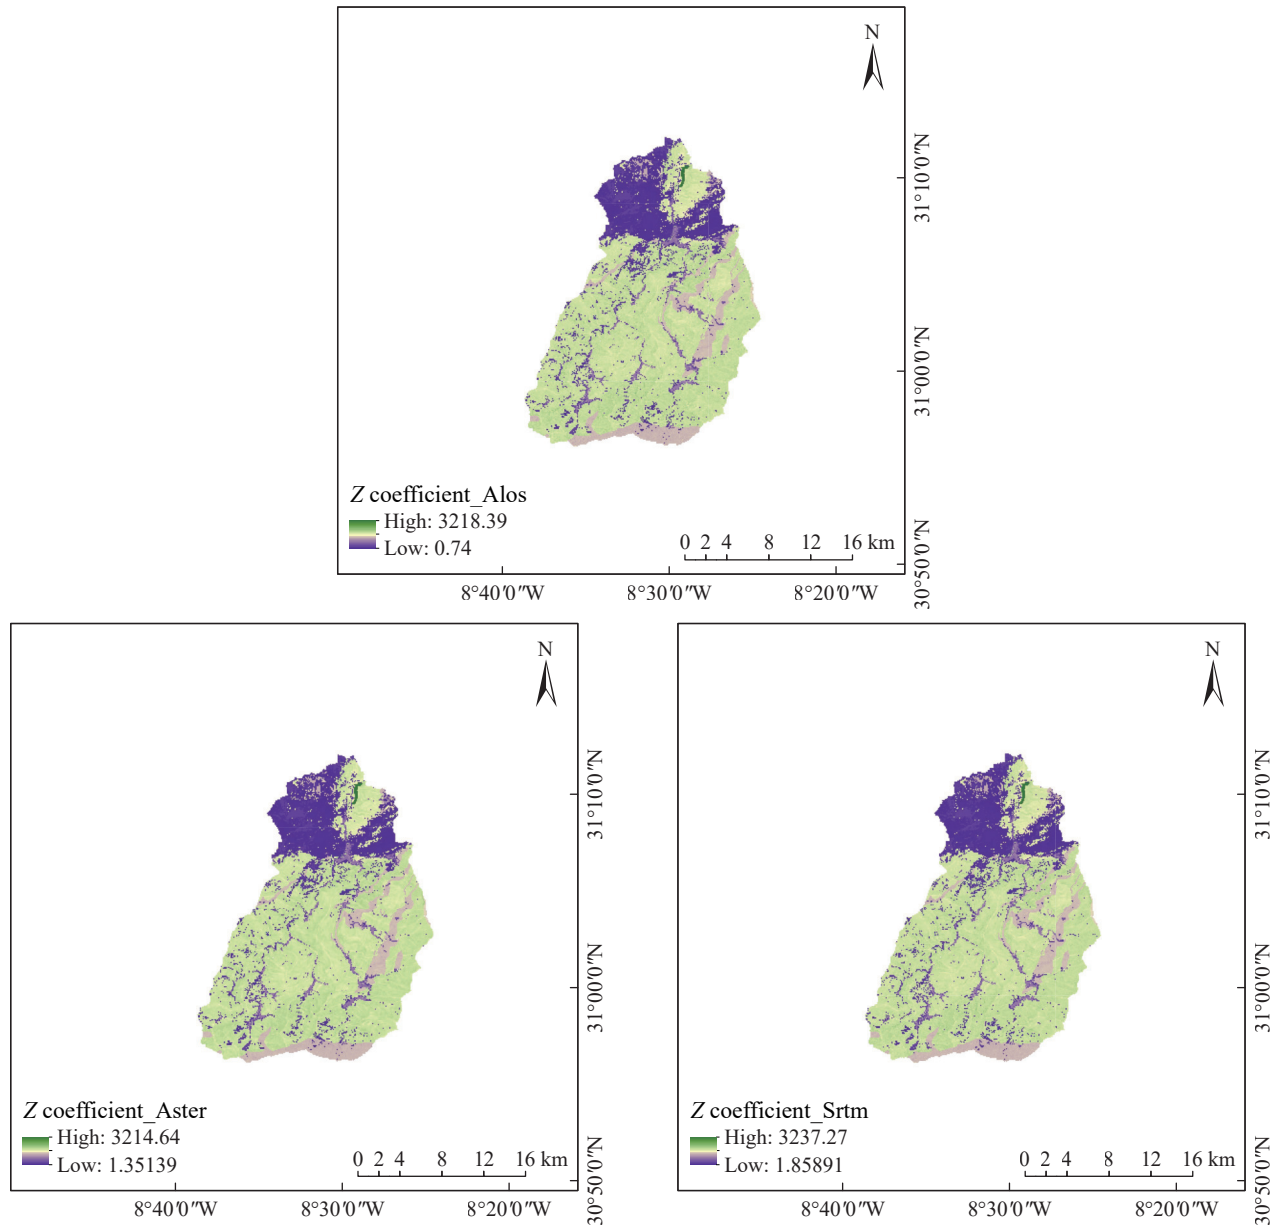 N
31°10′0″N
31°00′0″N
30°50′0″N
Z coefficient_Alos
High: 3218.39
Low: 0.74
0 2 4 8 12 16 km
8°40′0″W 8°30′0″W 8°20′0″W
N
31°10′0″N
31°00′0″N
30°50′0″N
Z coefficient_Aster
High: 3214.64
Low: 1.35139
0 2 4 8 12 16 km
8°40′0″W 8°30′0″W 8°20′0″W
N
31°10′0″N
31°00′0″N
30°50′0″N
Z coefficient_Srtm
High: 3237.27
Low: 1.85891
0 2 4 8 12 16 km
8°40′0″W 8°30′0″W 8°20′0″W